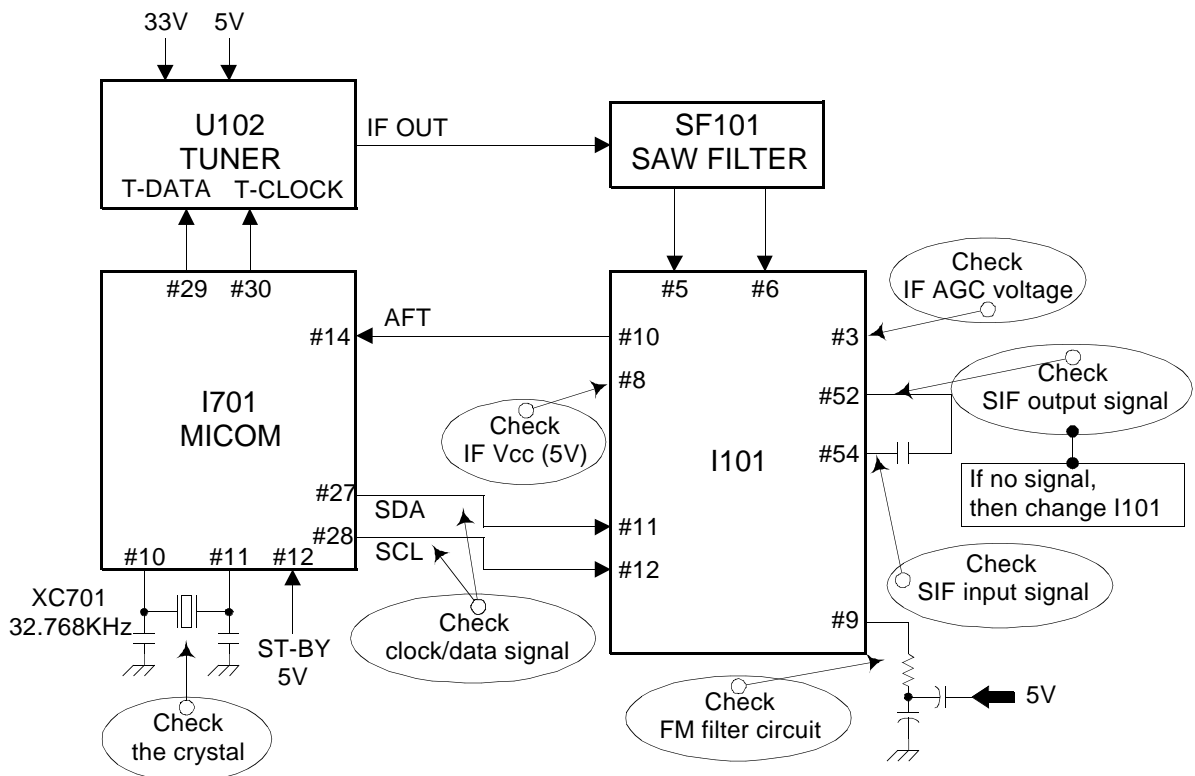 33V
5V
U102
TUNER
T-DATA
T-CLOCK
IF OUT
SF101
SAW FILTER
#29
#30
#14
AFT
I701
MICOM
#27
SDA
#28
SCL
#10
#11
#12
XC701
32.768KHz
ST-BY
5V
Check
the crystal
Check
clock/data signal
Check
IF Vcc (5V)
#5
#6
#10
#8
I101
#11
#12
#3
#52
#54
#9
Check
IF AGC voltage
Check
SIF output signal
If no signal,
then change I101
Check
SIF input signal
Check
FM filter circuit
5V